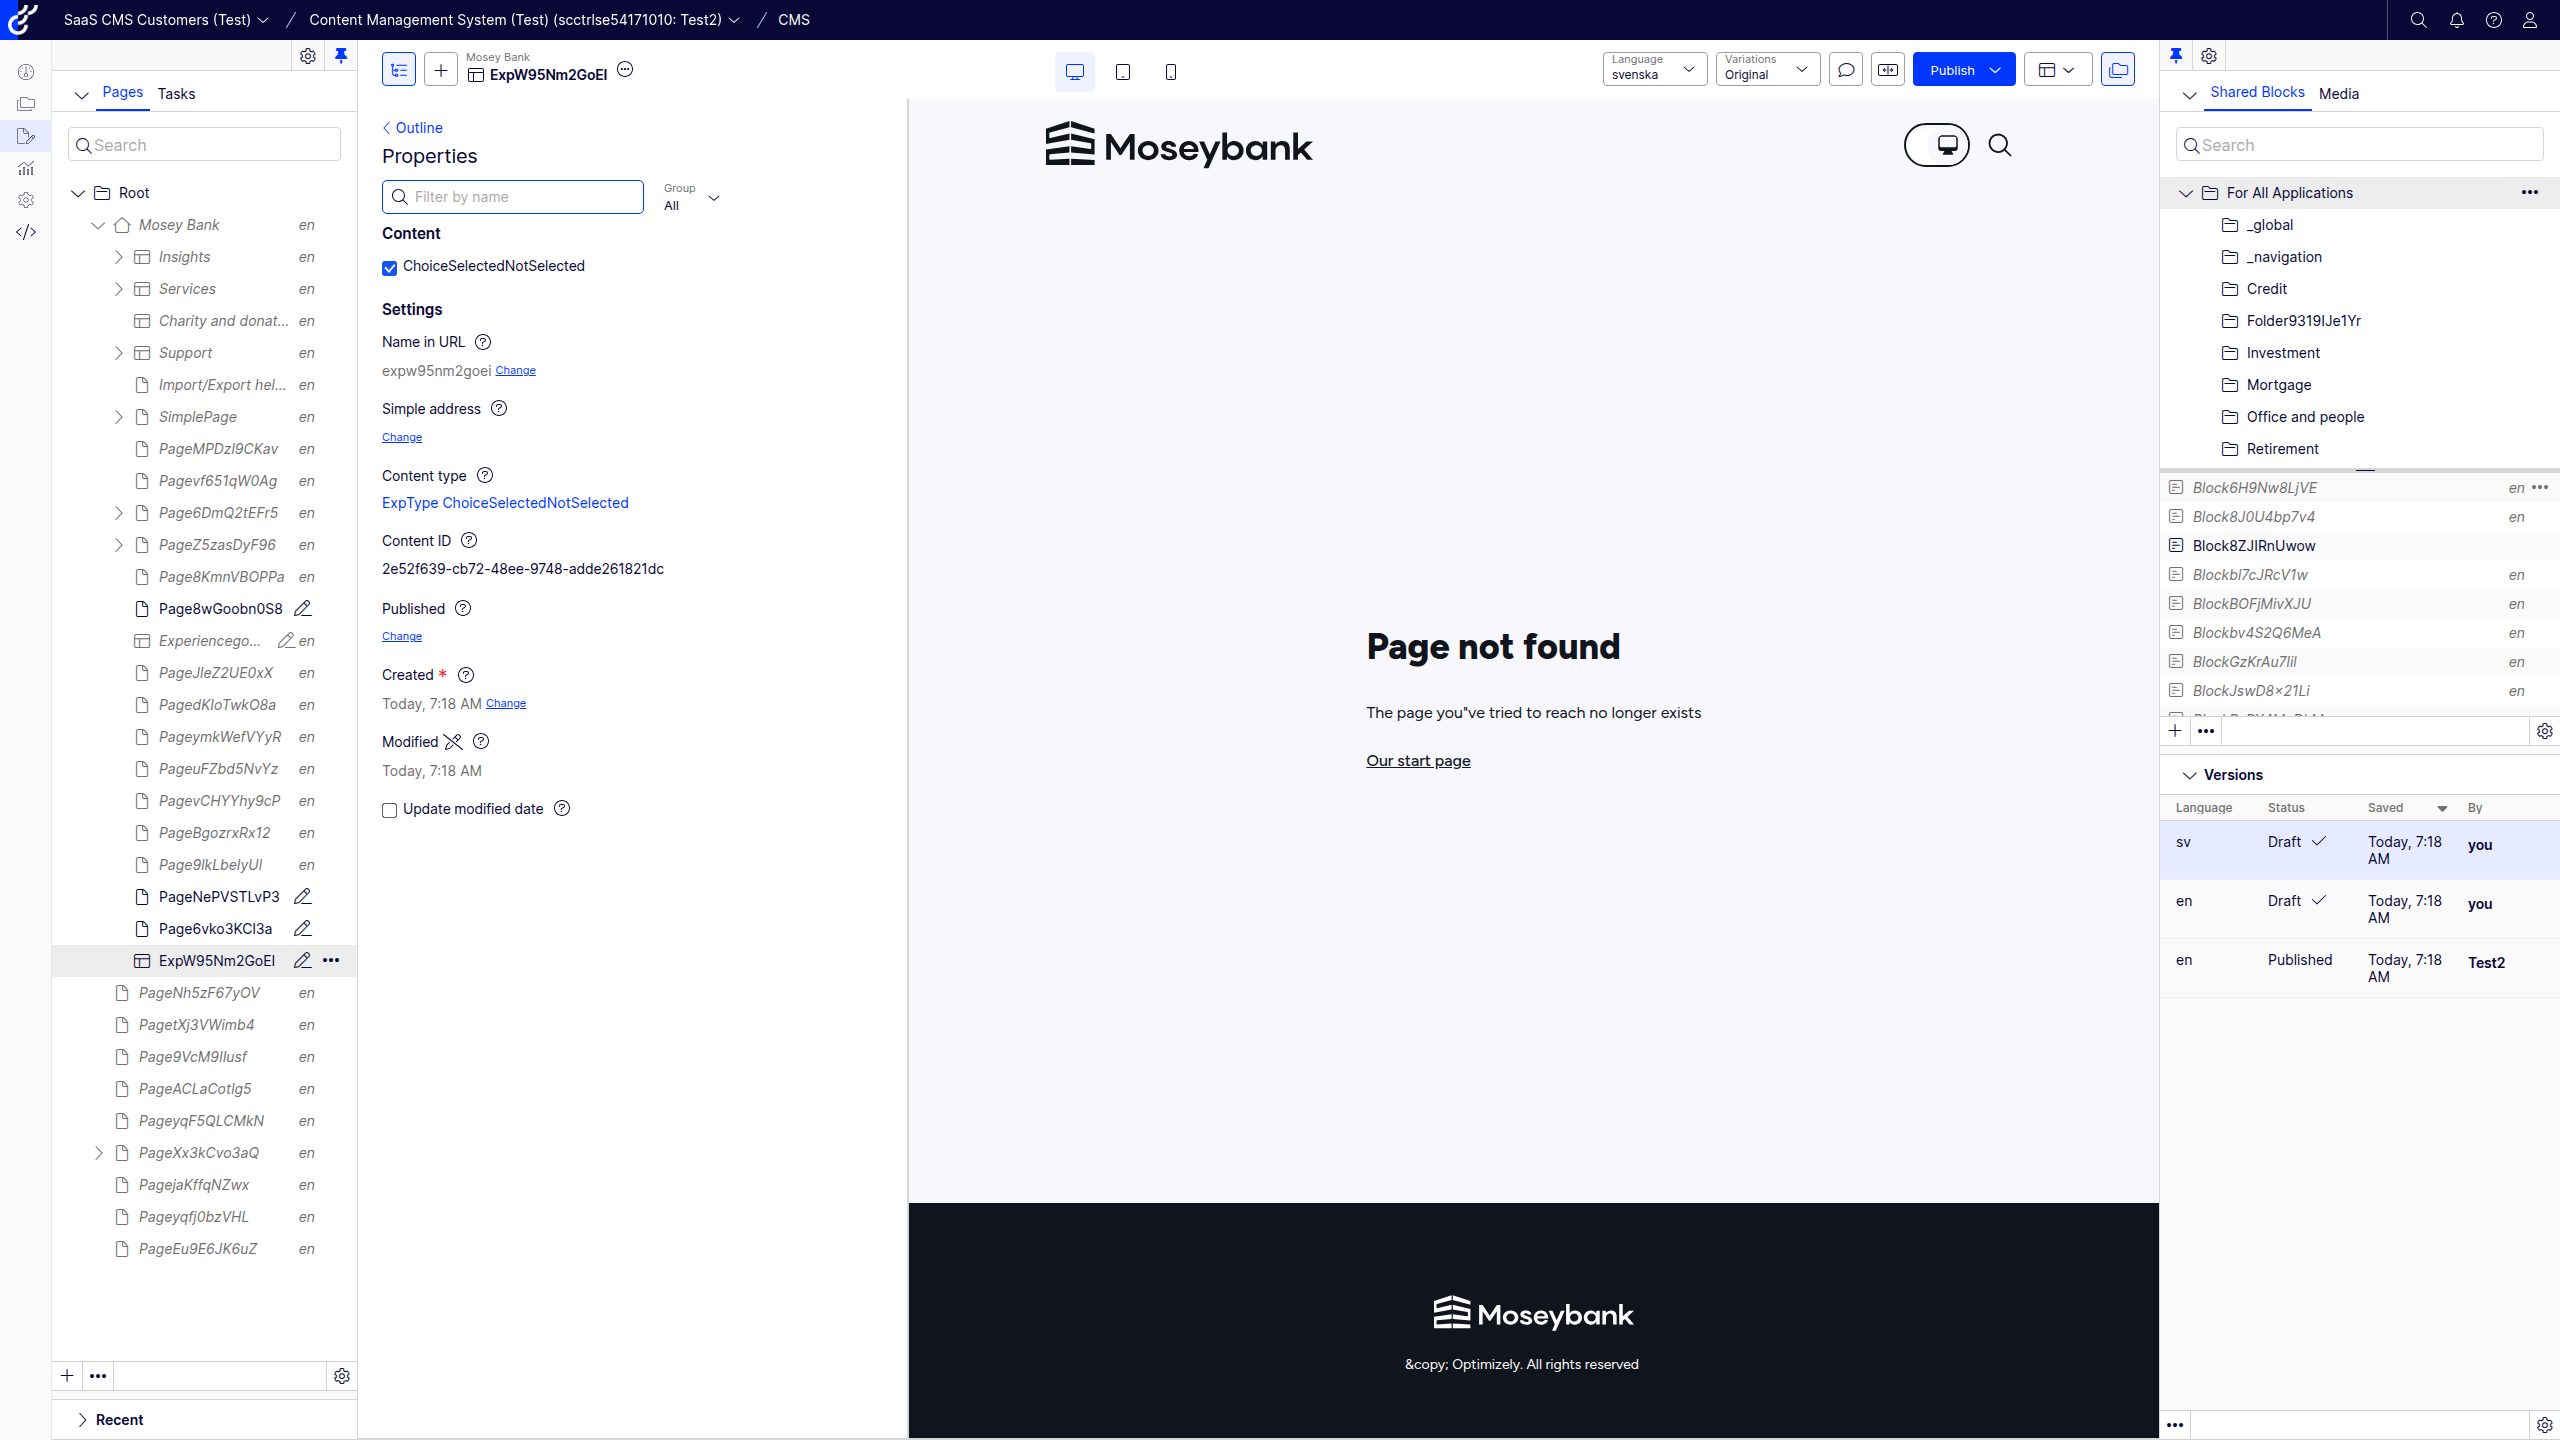 SaaS CMS Customers (Test) / Content Management System (Test) (scctrlse54171010: Test2) / CMS
Pages Tasks
Search
Root
Mosey Bank en
Insights en
Services en
Charity and donat... en
Support en
Import/Export hel... en
SimplePage en
PageMPDzI9CKav en
Pagevf651qW0Ag en
Page6DmQ2tEFr5 en
PageZ5zasDyF96 en
Page8KmnVBOPPa en
Page8wGoobn0S8
Experiencego... en
PageJleZ2UE0xX en
PagedKIoTwkO8a en
PageymkWefVYyR en
PageuFZbd5NvYz en
PagevCHYYhy9cP en
PageBgozrxRx12 en
Page9lkLbeIyUl en
PageNePVSTLvP3
Page6vko3KCl3a
ExpW95Nm2GoEI
PageNh5zF67yOV en
PagetXj3VWimb4 en
Page9VcM9IIusf en
PageACLaCotIg5 en
PageyqF5QLCMkN en
PageXx3kCvo3aQ en
PagejaKffqNZwx en
Pageyqfj0bzVHL en
PageEu9E6JK6uZ en
Recent
Mosey Bank
ExpW95Nm2GoEI
Language
svenska
Variations
Original
Publish
Outline
Properties
Filter by name
Group
All
Content
ChoiceSelectedNotSelected
Settings
Name in URL
expw95nm2goei Change
Simple address
Change
Content type
ExpType ChoiceSelectedNotSelected
Content ID
2e52f639-cb72-48ee-9748-adde261821dc
Published
Change
Created *
Today, 7:18 AM Change
Modified
Today, 7:18 AM
Update modified date
Moseybank
Page not found
The page you"ve tried to reach no longer exists
Our start page
Moseybank
&copy; Optimizely. All rights reserved
Shared Blocks Media
Search
For All Applications
_global
_navigation
Credit
Folder9319IJe1Yr
Investment
Mortgage
Office and people
Retirement
Block6H9Nw8LjVE en
Block8J0U4bp7v4 en
Block8ZJIRnUwow
Blockbl7cJRcV1w en
BlockBOFjMivXJU en
Blockbv4S2Q6MeA en
BlockGzKrAu7lil en
BlockJswD8x21Li en
Versions
Language Status Saved By
sv Draft Today, 7:18 AM you
en Draft Today, 7:18 AM you
en Published Today, 7:18 AM Test2